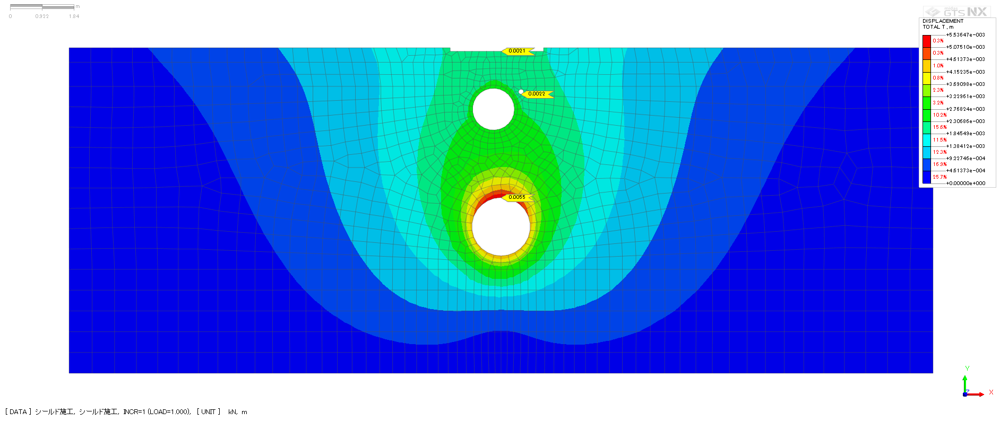 m
0 0.922 1.84
midas
GTS NX
DISPLACEMENT
TOTAL T , m
+5.53647e-003
0.3%
+5.07510e-003
0.3%
+4.61373e-003
1.0%
+4.15235e-003
0.8%
+3.69098e-003
2.3%
+3.22961e-003
3.2%
+2.76824e-003
10.2%
+2.30686e-003
15.6%
+1.84549e-003
11.5%
+1.38412e-003
12.3%
+9.22746e-004
16.9%
+4.61373e-004
25.7%
+0.00000e+000
0.0021
0.0022
0.0055
Y
Z
X
[ DATA ] シールド施工, シールド施工, INCR=1 (LOAD=1.000), [ UNIT ] kN, m